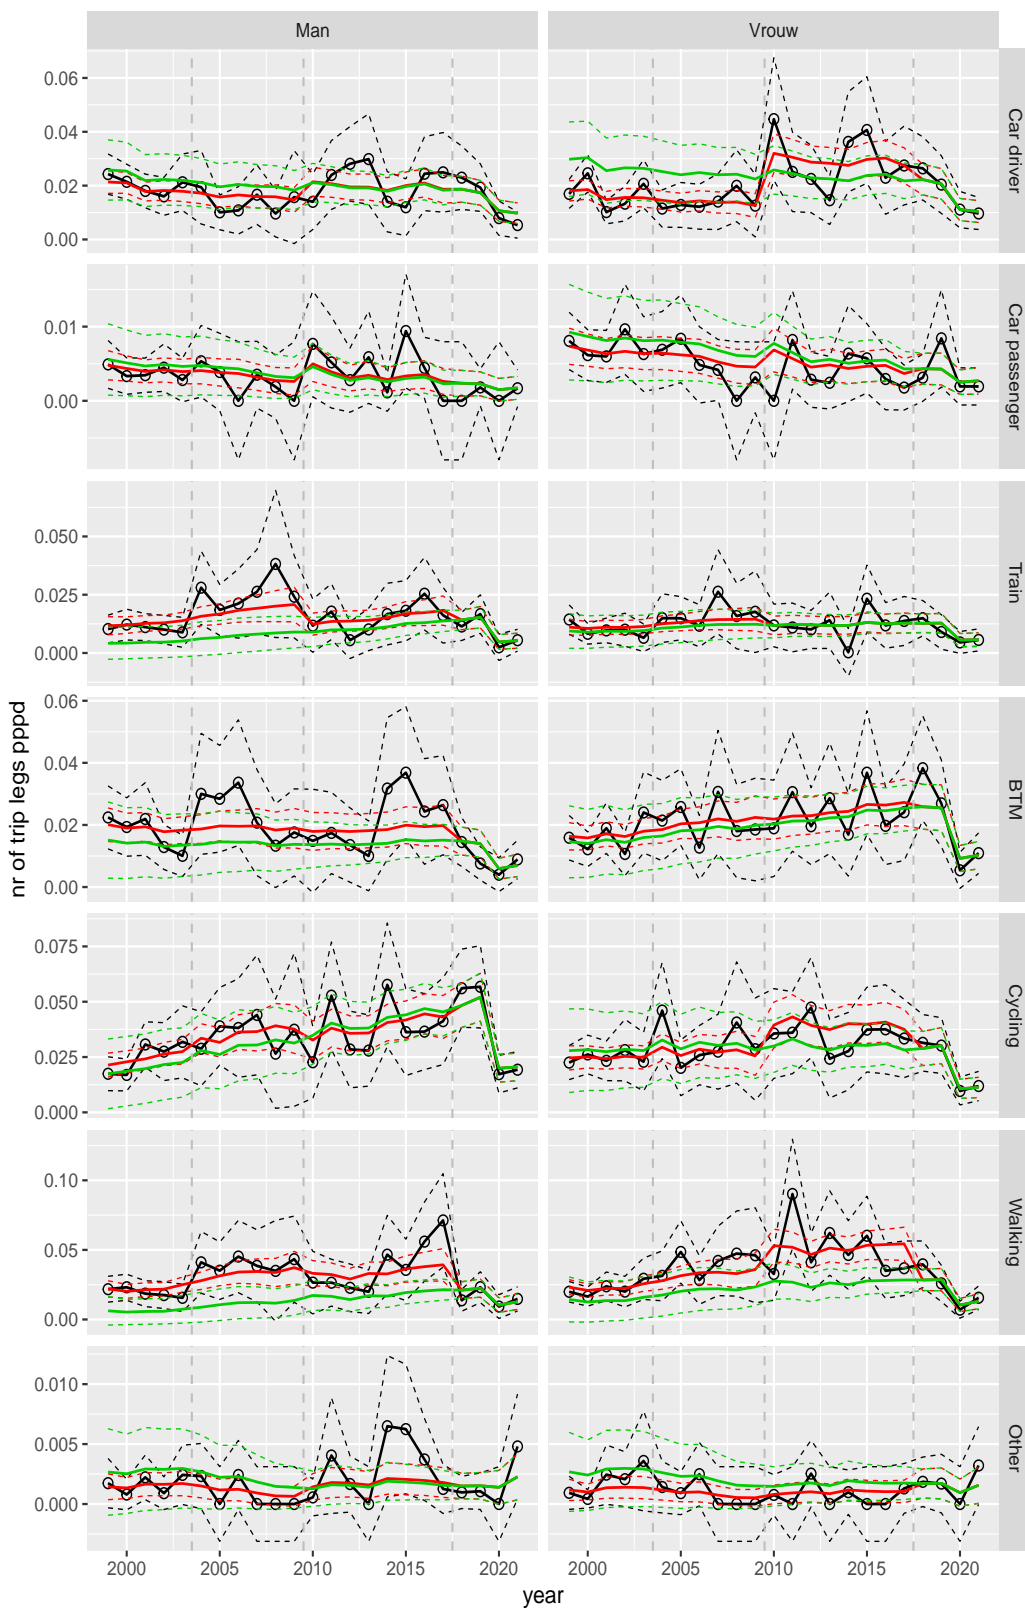 Man Vrouw
0.06
0.04
0.02
0.00
Car driver
0.01
0.00
Car passenger
0.050
0.025
0.000
Train
0.06
0.04
0.02
0.00
BTM
0.075
0.050
0.025
0.000
Cycling
0.10
0.05
0.00
Walking
0.010
0.005
0.000
Other
nr of trip legs pppd
2000 2005 2010 2015 2020 2000 2005 2010 2015 2020
year